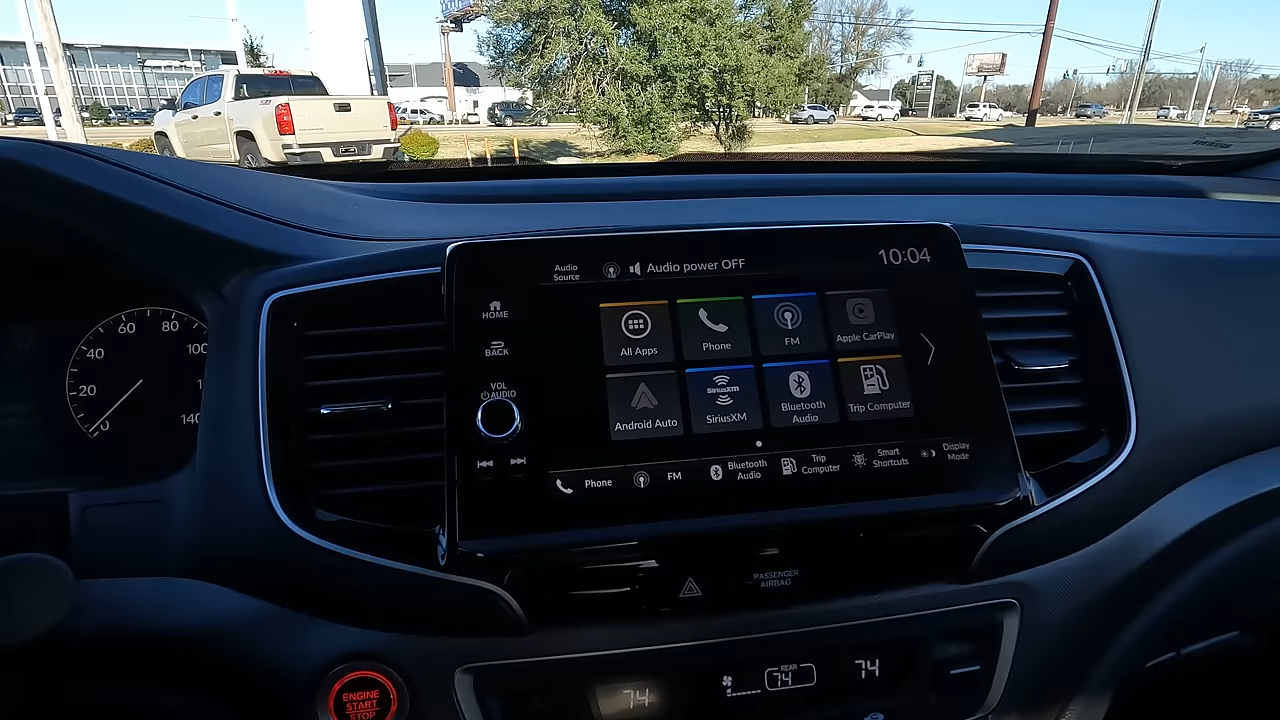 Audio
Source
Audio power OFF
10:04
HOME
BACK
VOL
AUDIO
All Apps
Phone
FM
Apple CarPlay
Android Auto
SiriusXM
SiriusXM
Bluetooth
Audio
Trip Computer
Phone
FM
Bluetooth
Audio
Trip
Computer
Smart
Shortcuts
Display
Mode
0
20
40
60
80
100
140
PASSENGER
AIRBAG
74
REAR
74
74
ENGINE
START
STOP